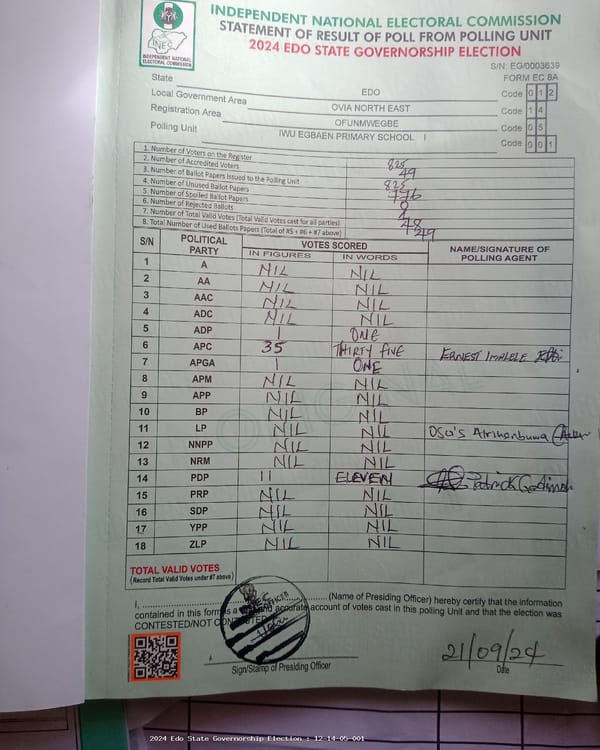 INDEPENDENT NATIONAL ELECTORAL COMMISSION
STATEMENT OF RESULT OF POLL FROM POLLING UNIT
2024 EDO STATE GOVERNORSHIP ELECTION
INEC
INDEPENDENT NATIONAL
ELECTORAL COMMISSION
S/N: EG/0003639
FORM EC 8A
State EDO Code 0 1 2
Local Government Area OVIA NORTH EAST Code 1 4
Registration Area OFUNMWEGBE Code 0 5
Polling Unit IWU EGBAEN PRIMARY SCHOOL I Code 0 0 1
1. Number of Voters on the Register 825
2. Number of Accredited Voters 49
3. Number of Ballot Papers Issued to the Polling Unit 825
4. Number of Unused Ballot Papers 776
5. Number of Spoiled Ballot Papers 0
6. Number of Rejected Ballots 1
7. Number of Total Valid Votes (Total Valid Votes cast for all parties) 48
8. Total Number of Used Ballots Papers (Total of #5 + #6 + #7 above) 49
S/N POLITICAL PARTY VOTES SCORED NAME/SIGNATURE OF POLLING AGENT
IN FIGURES IN WORDS
1 A NIL NIL
2 AA NIL NIL
3 AAC NIL NIL
4 ADC NIL NIL
5 ADP 1 ONE
6 APC 35 THIRTY FIVE ERNEST
7 APGA 1 ONE
8 APM NIL NIL
9 APP NIL NIL
10 BP NIL NIL
11 LP NIL NIL
12 NNPP NIL NIL
13 NRM NIL NIL
14 PDP 11 ELEVEN Patrick
15 PRP NIL NIL
16 SDP NIL NIL
17 YPP NIL NIL
18 ZLP NIL NIL
TOTAL VALID VOTES
(Record Total Valid Votes under #7 above)
I, (Name of Presiding Officer) hereby certify that the information
contained in this form is a and accurate account of votes cast in this polling Unit and that the election was
CONTESTED/NOT
Sign/Stamp of Presiding Officer
21/09/24
Date
2024 Edo State Governorship Election : 12-14-05-001